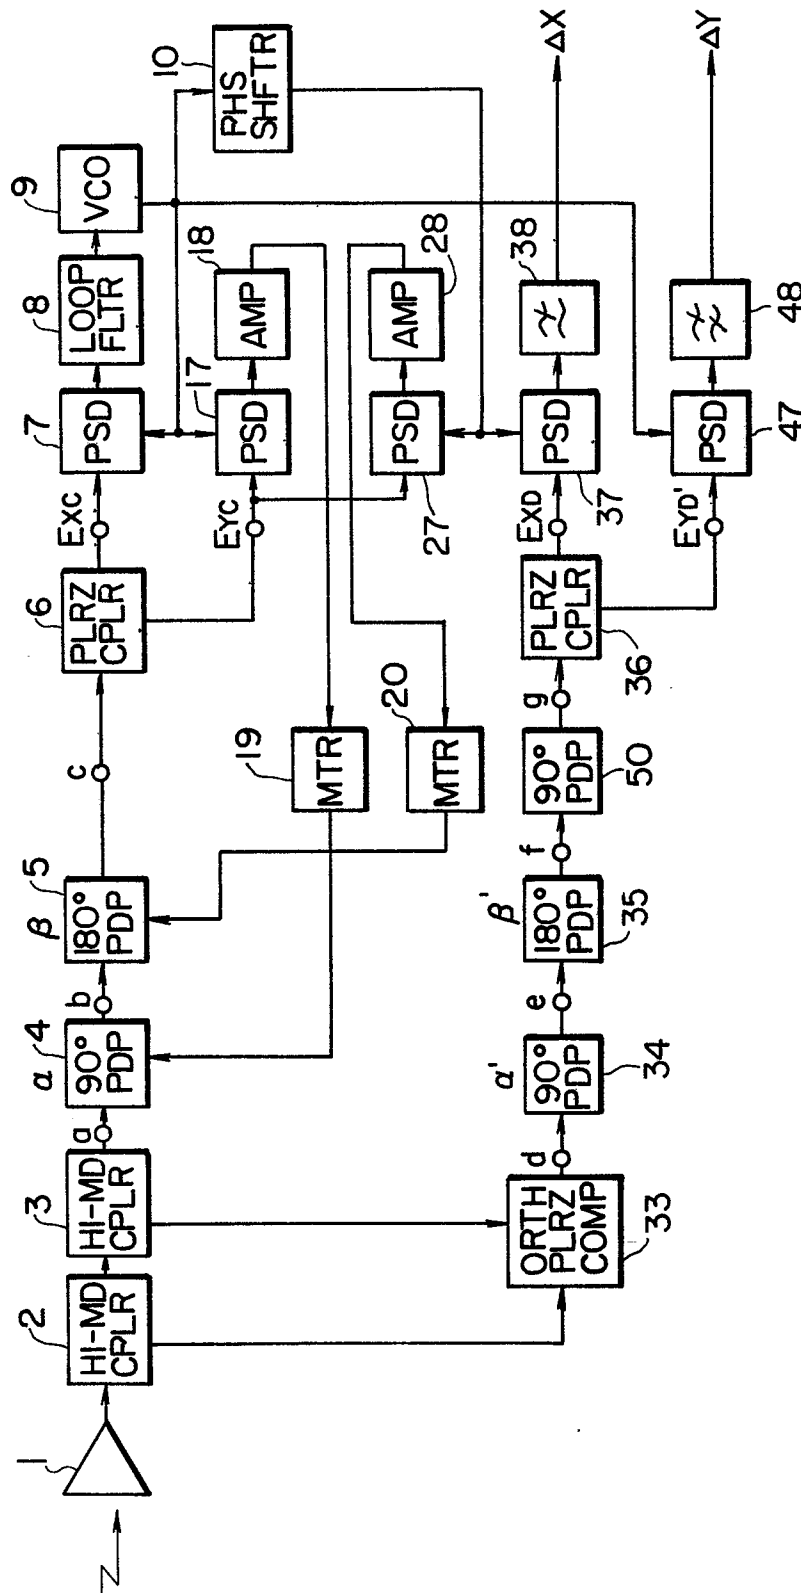 1
2
HI-MD
CPLR
3
HI-MD
CPLR
a
α
4
90°
PDP
b
β
5
180°
PDP
c
6
PLRZ
CPLR
EXC
7
PSD
8
LOOP
FLTR
9
VCO
10
PHS
SHFTR
EYC
17
PSD
18
AMP
19
MTR
27
PSD
28
AMP
20
MTR
33
ORTH
PLRZ
COMP
d
α'
34
90°
PDP
e
β'
35
180°
PDP
f
50
90°
PDP
g
36
PLRZ
CPLR
EXD
37
PSD
38
ΔX
EYD'
47
PSD
48
ΔY